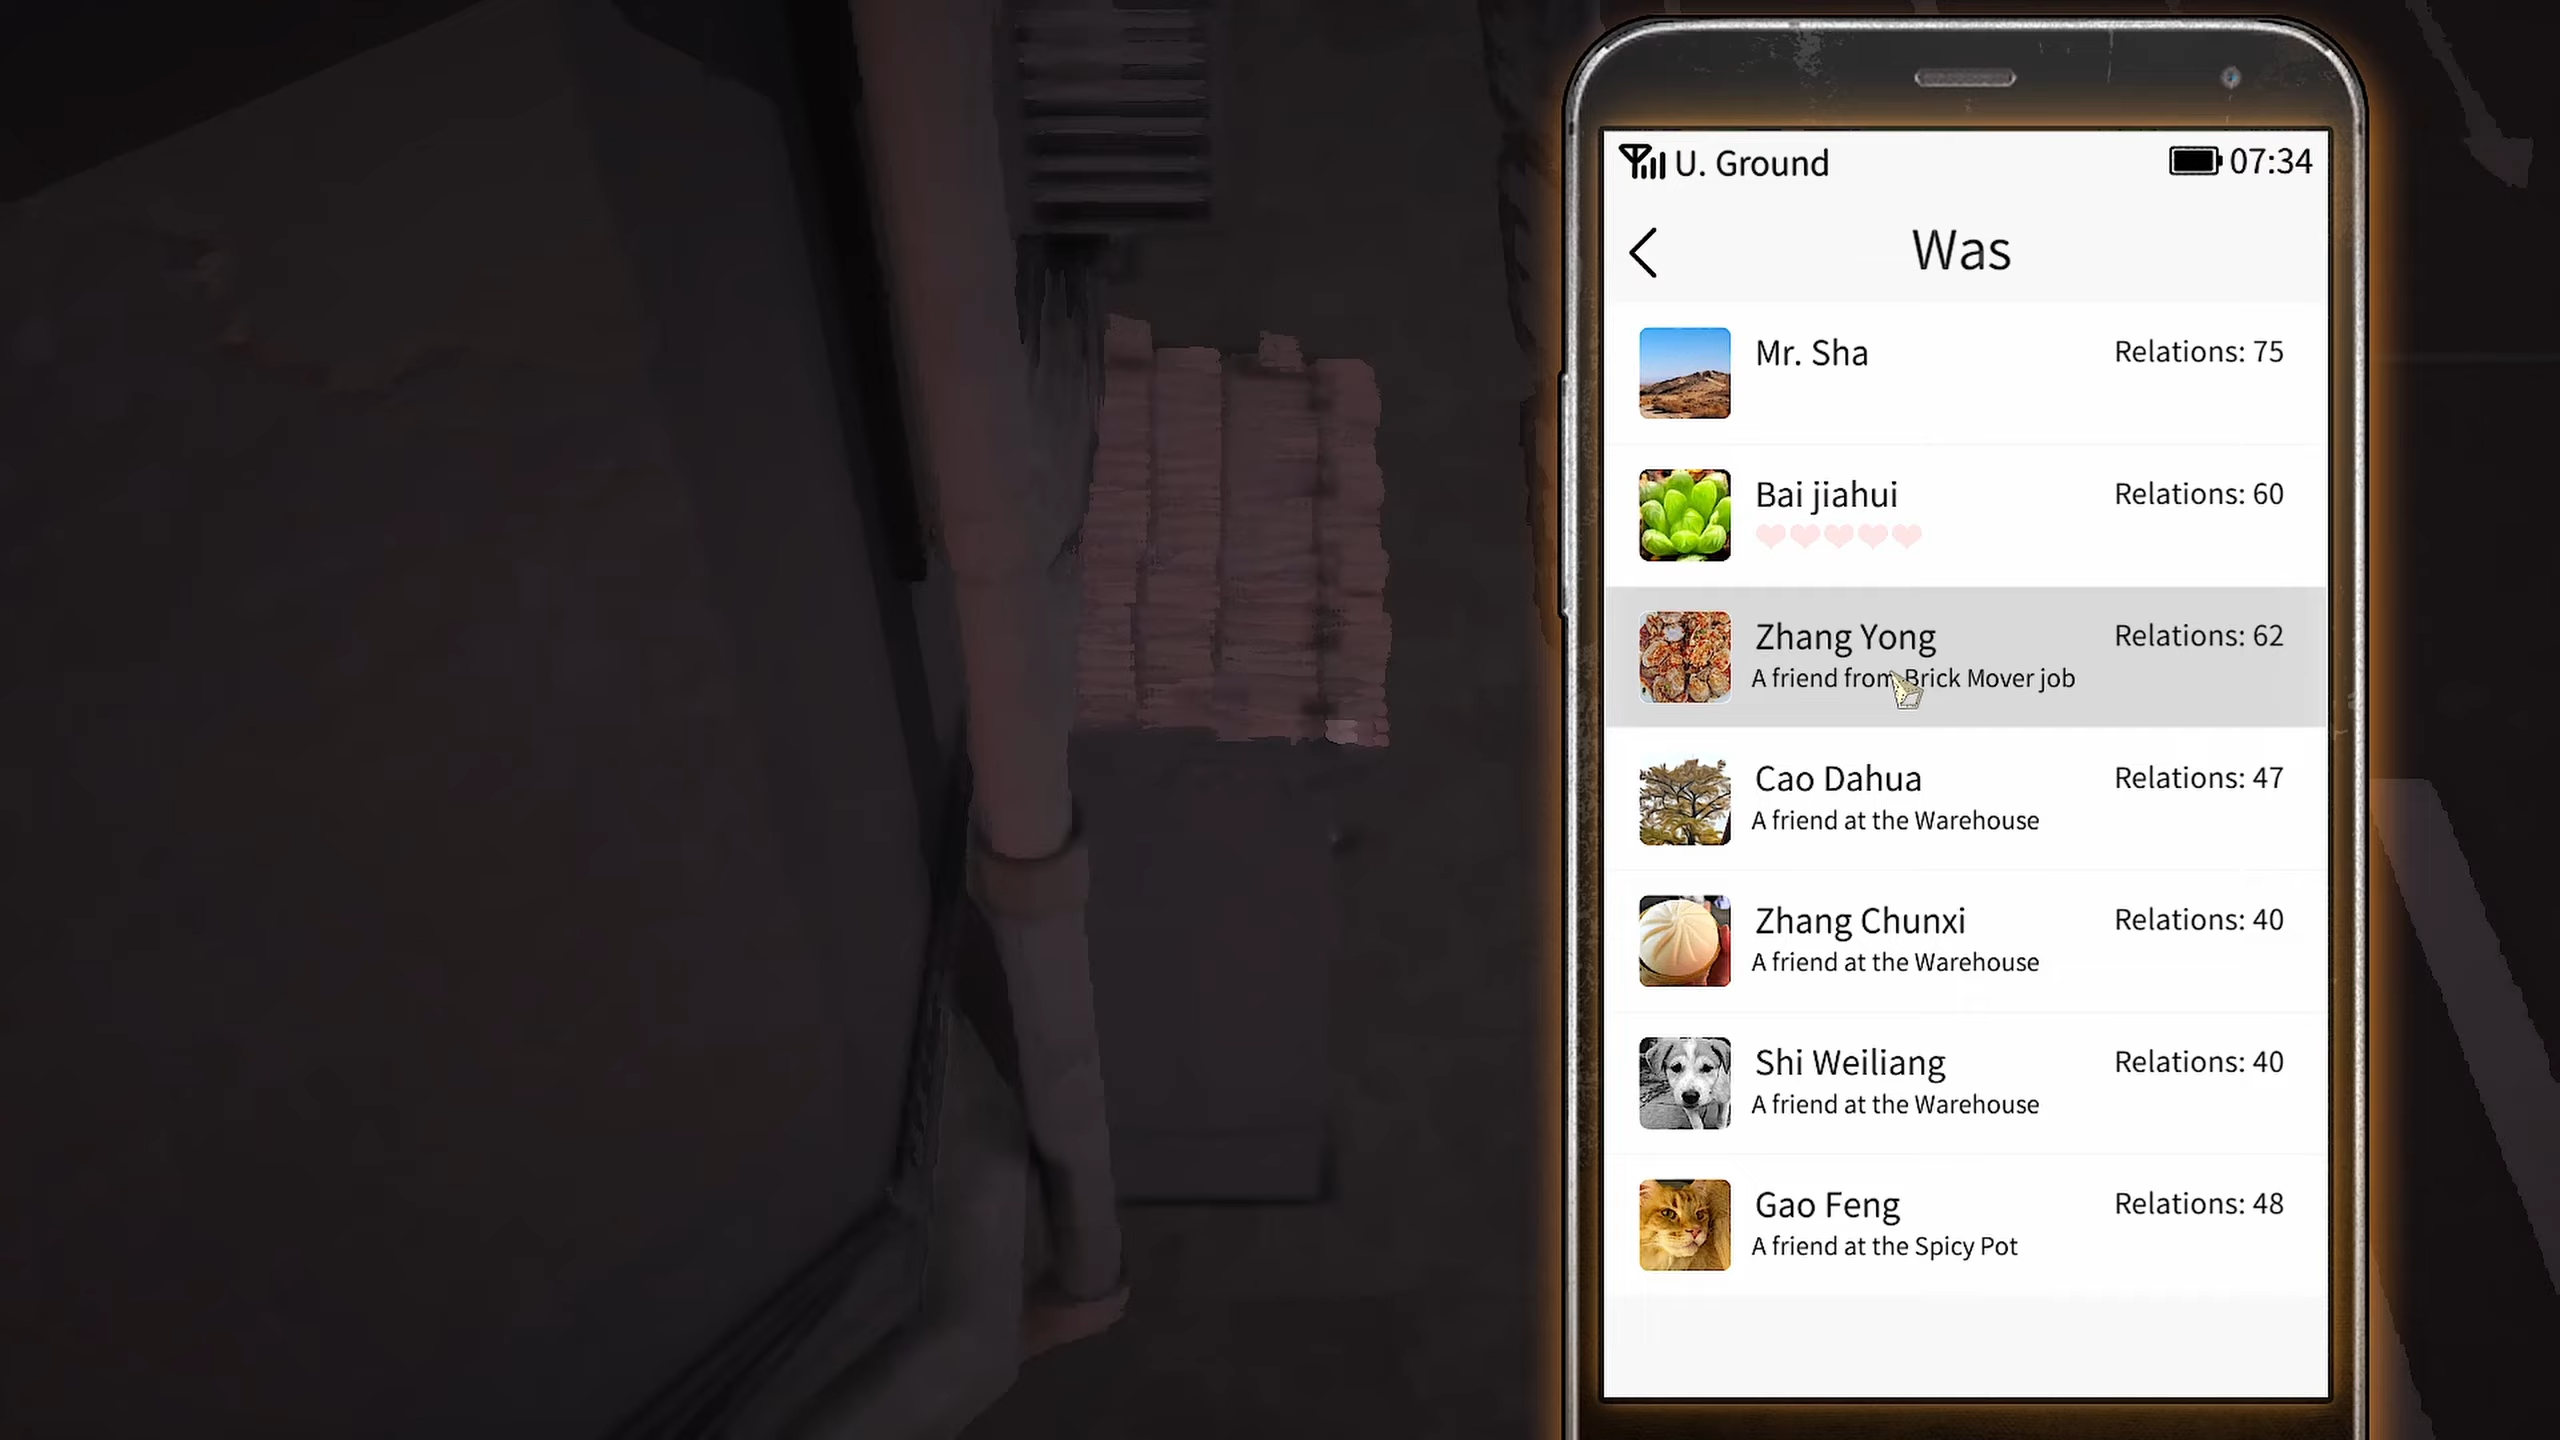 U. Ground 07:34
Was
Mr. Sha Relations: 75
Bai jiahui Relations: 60
Zhang Yong Relations: 62
A friend from Brick Mover job
Cao Dahua Relations: 47
A friend at the Warehouse
Zhang Chunxi Relations: 40
A friend at the Warehouse
Shi Weiliang Relations: 40
A friend at the Warehouse
Gao Feng Relations: 48
A friend at the Spicy Pot